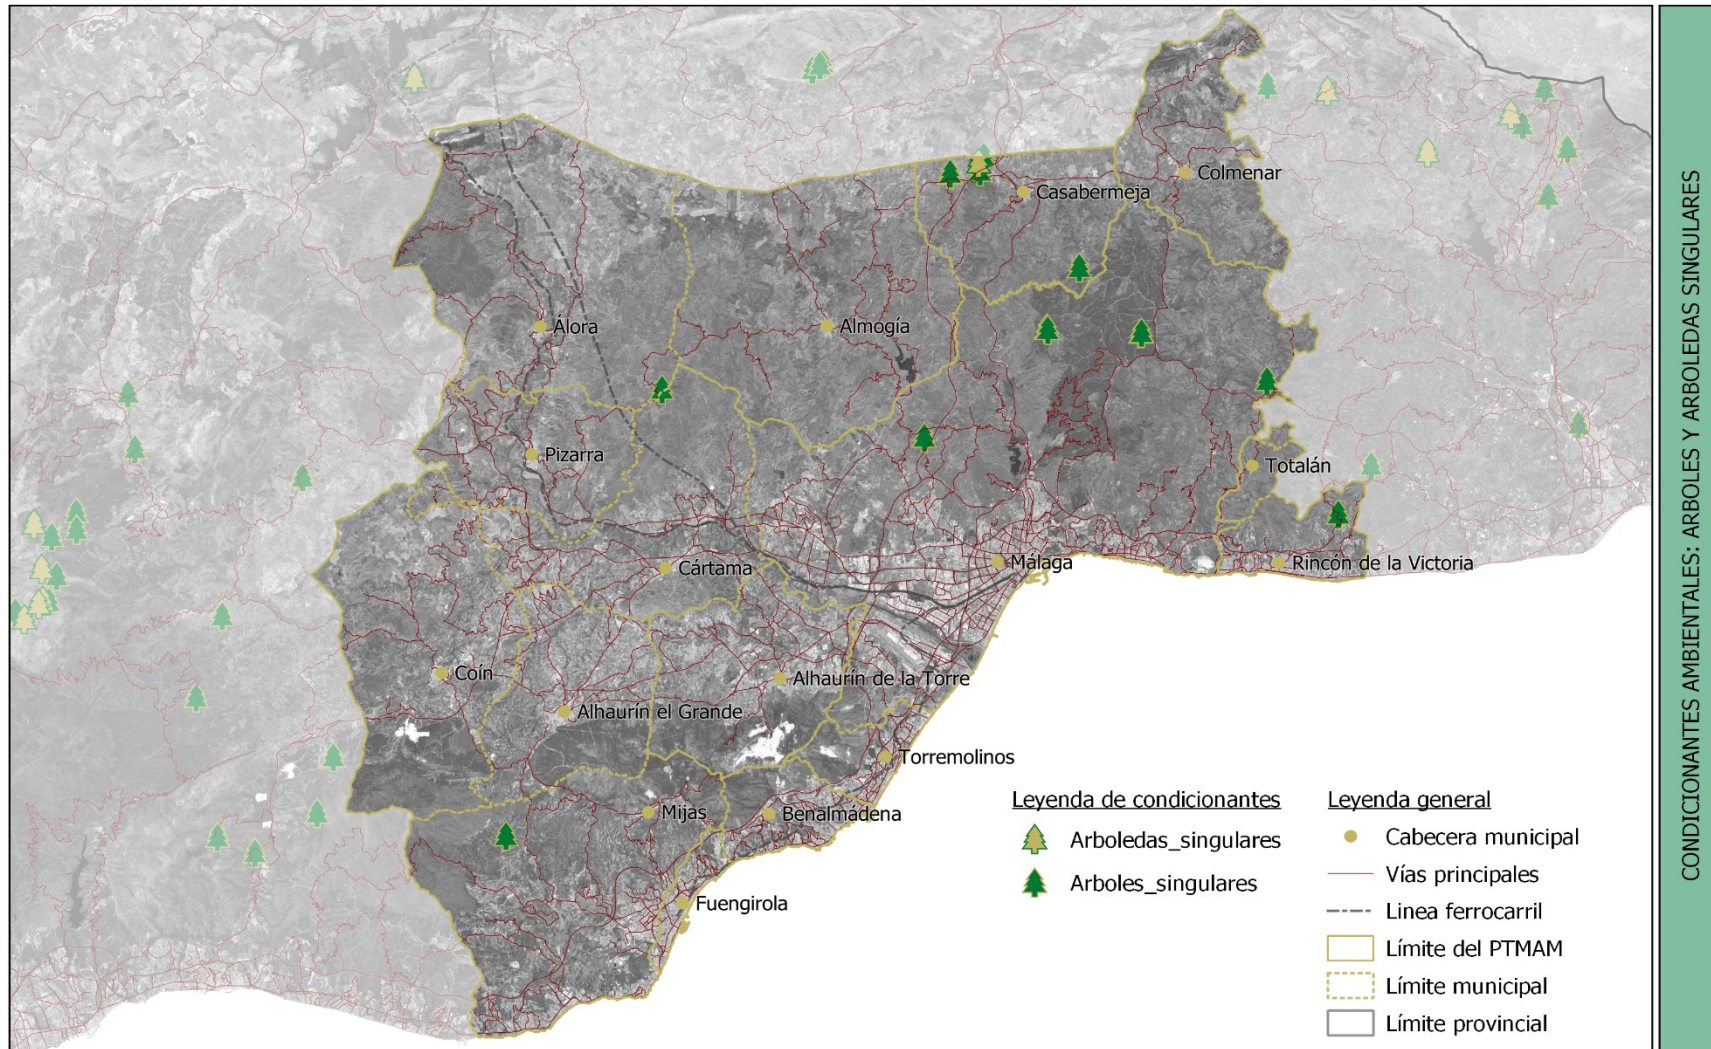 Colmenar
Casabermeja
Álora
Almogía
Pizarra
Totalán
Málaga
Rincón de la Victoria
Cártama
Coín
Alhaurín de la Torre
Alhaurín el Grande
Torremolinos
Mijas
Benalmádena
Fuengirola
Leyenda de condicionantes
Arboledas_singulares
Arboles_singulares
Leyenda general
Cabecera municipal
Vías principales
Linea ferrocarril
Límite del PTMAM
Límite municipal
Límite provincial
CONDICIONANTES AMBIENTALES: ARBOLES Y ARBOLEDAS SINGULARES